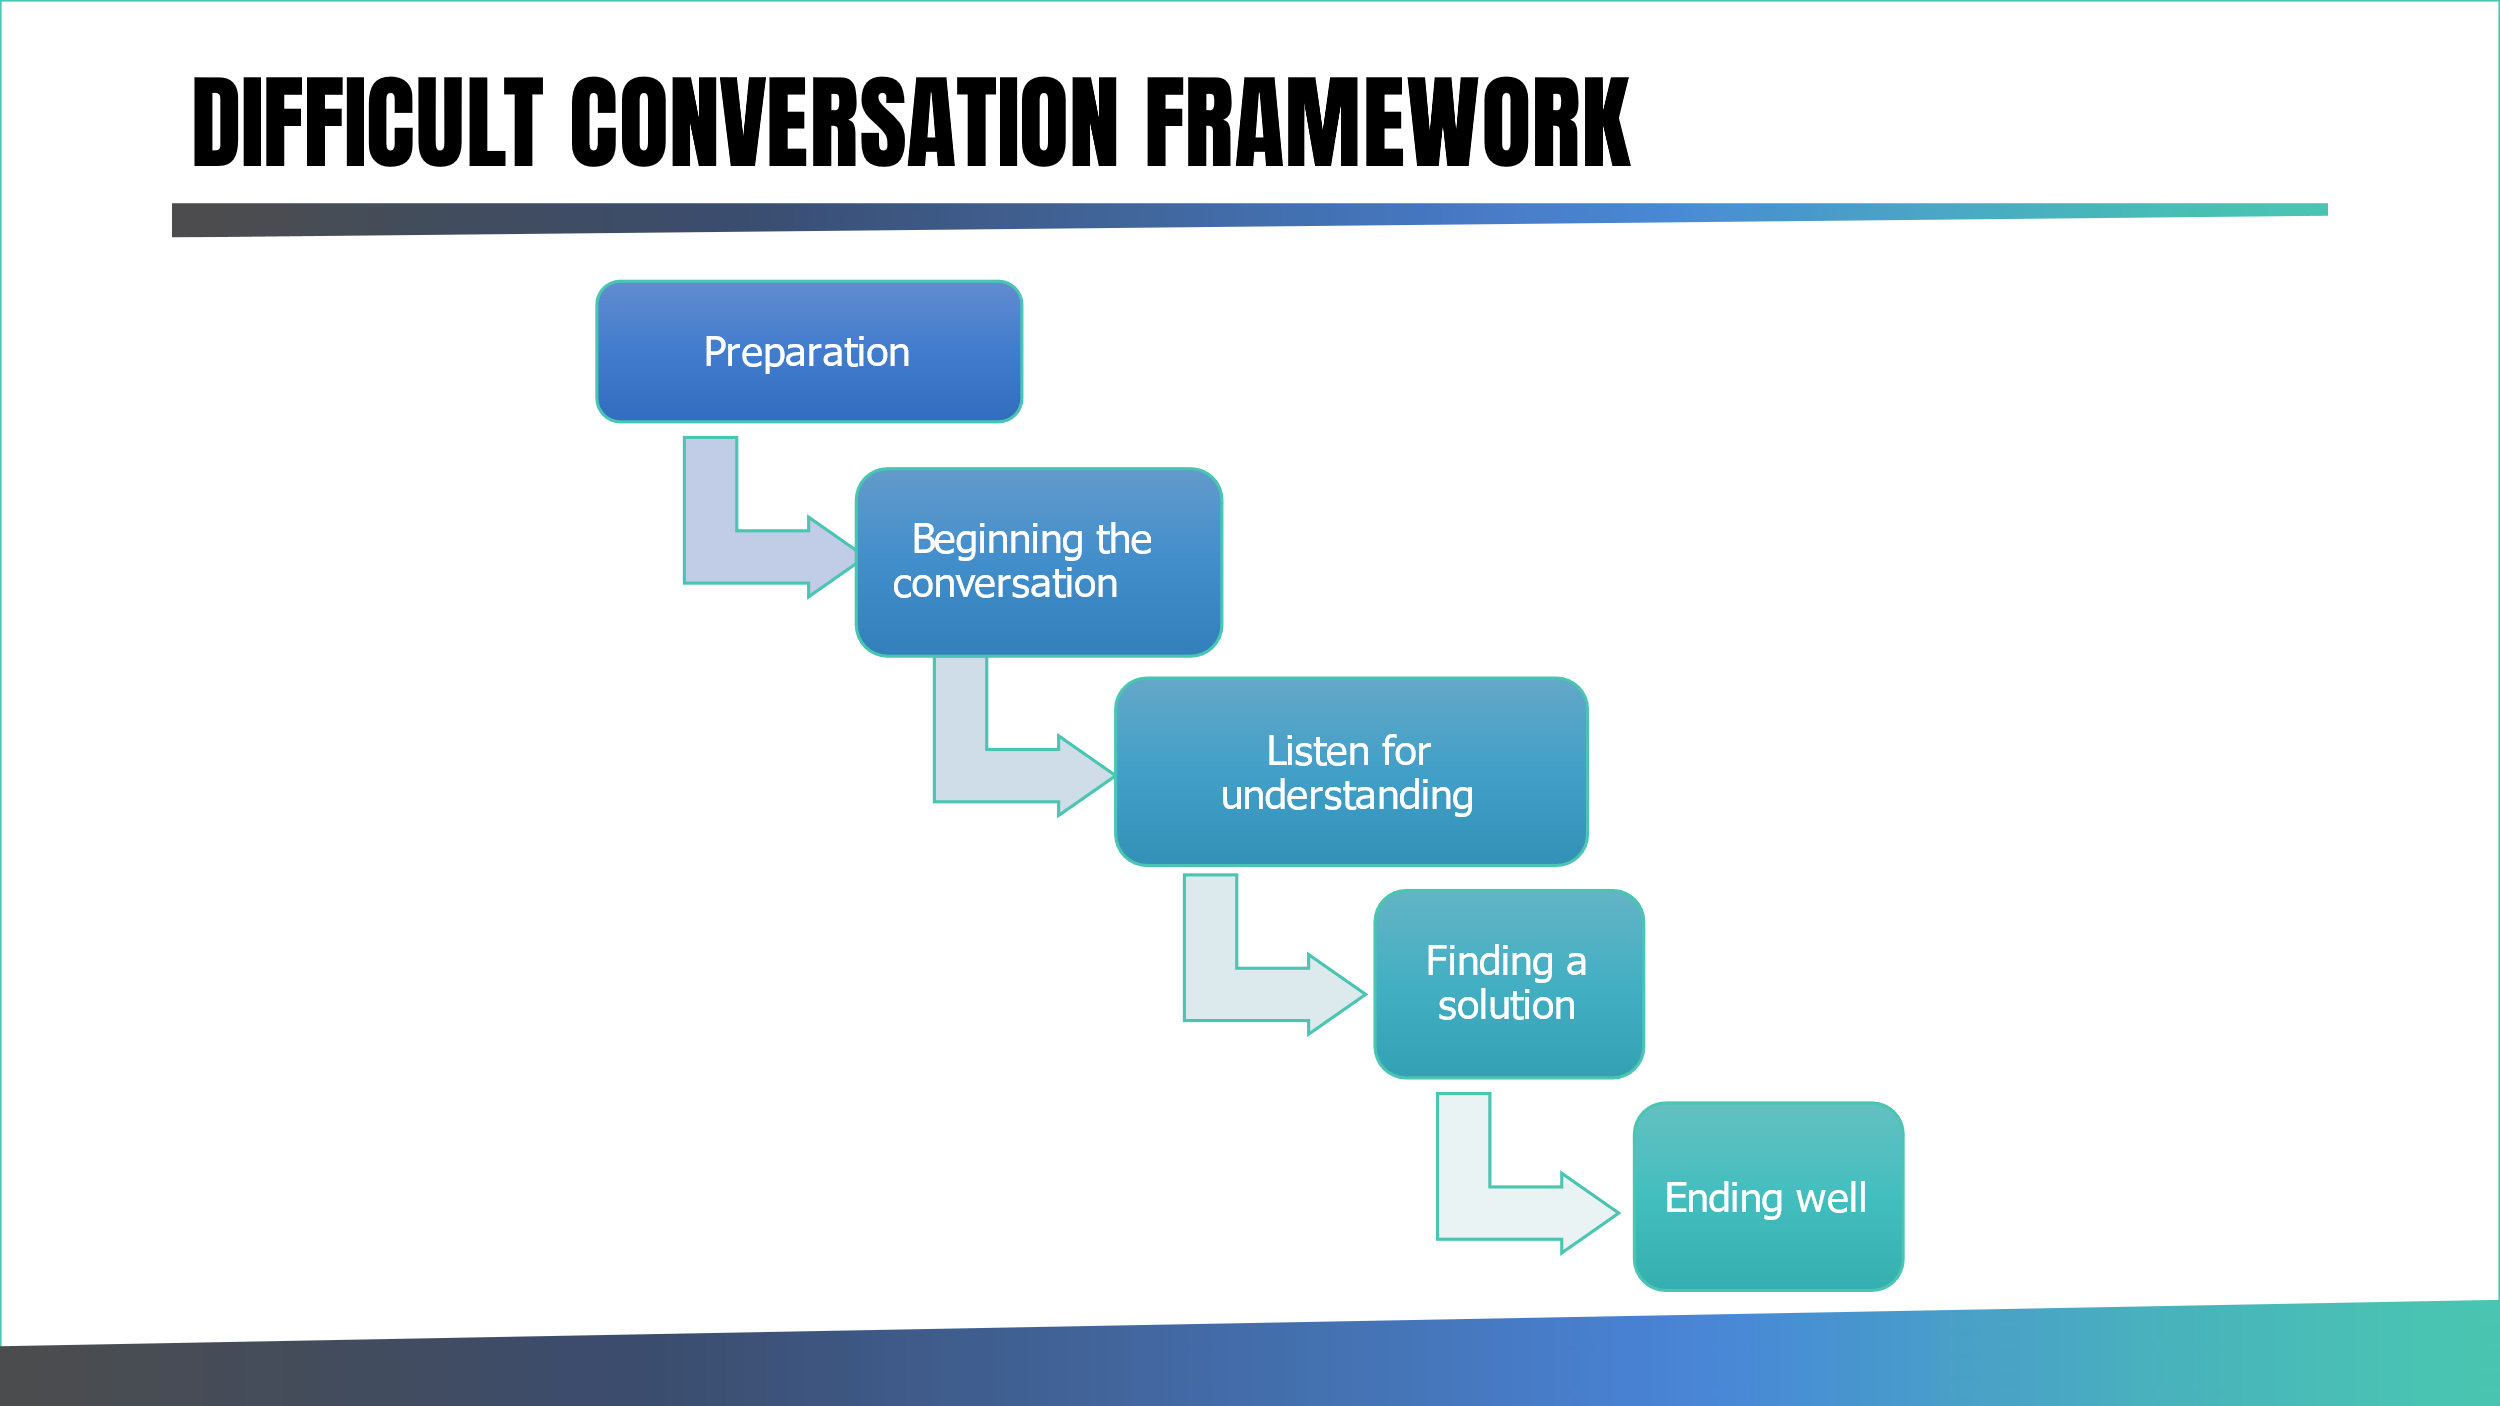 DIFFICULT CONVERSATION FRAMEWORK
Preparation
Beginning the
conversation
Listen for
understanding
Finding a
solution
Ending well